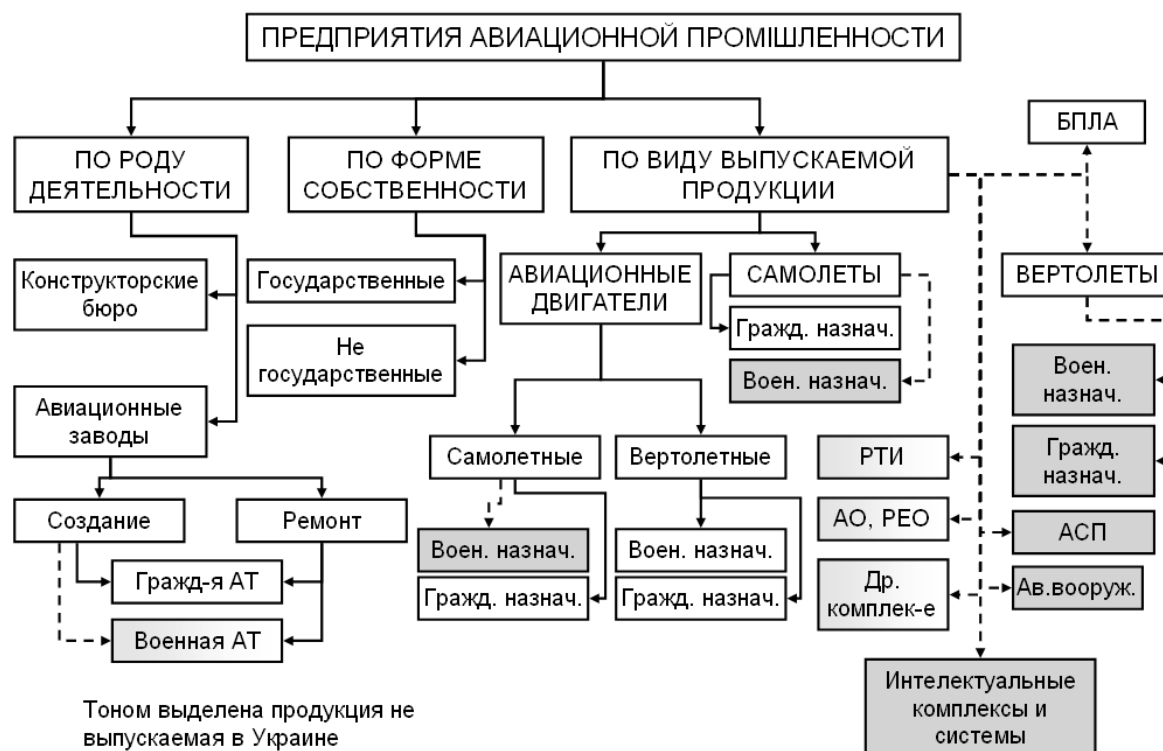 ПРЕДПРИЯТИЯ АВИАЦИОННОЙ ПРОМІШЛЕННОСТИ
БПЛА
ПО РОДУ
ДЕЯТЕЛЬНОСТИ
ПО ФОРМЕ
СОБСТВЕННОСТИ
ПО ВИДУ ВЫПУСКАЕМОЙ
ПРОДУКЦИИ
Конструкторские
бюро
Государственные
АВИАЦИОННЫЕ
ДВИГАТЕЛИ
САМОЛЕТЫ
ВЕРТОЛЕТЫ
Гражд. назнач.
Не
государственные
Воен. назнач.
Воен.
назнач.
Авиационные
заводы
Самолетные
Вертолетные
РТИ
Гражд.
назнач.
Создание
Ремонт
АО, РЕО
АСП
Воен. назнач.
Воен. назнач.
Гражд-я АТ
Гражд. назнач.
Гражд. назнач.
Др.
комплек-е
Ав.вооруж.
Военная АТ
Интелектуальные
комплексы и
системы
Тоном выделена продукция не
выпускаемая в Украине